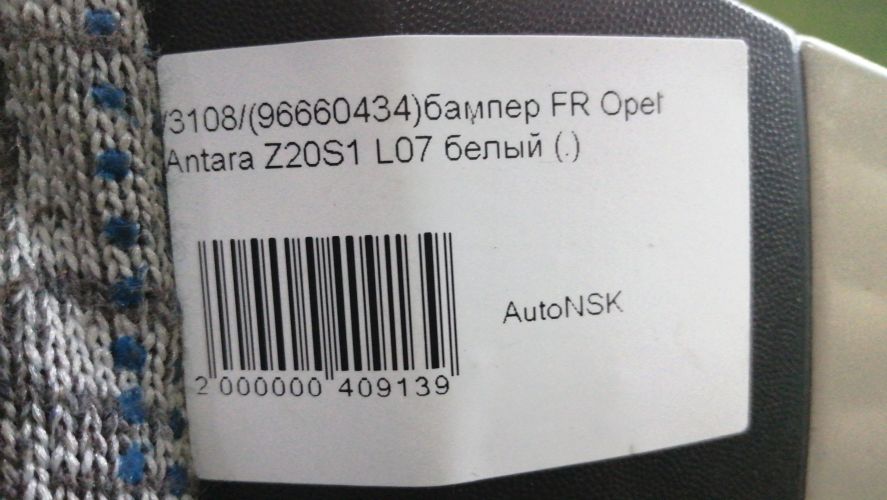 /3108/(96660434)бампер FR Opel
Antara Z20S1 L07 белый (.)
AutoNSK
2 000000 409139